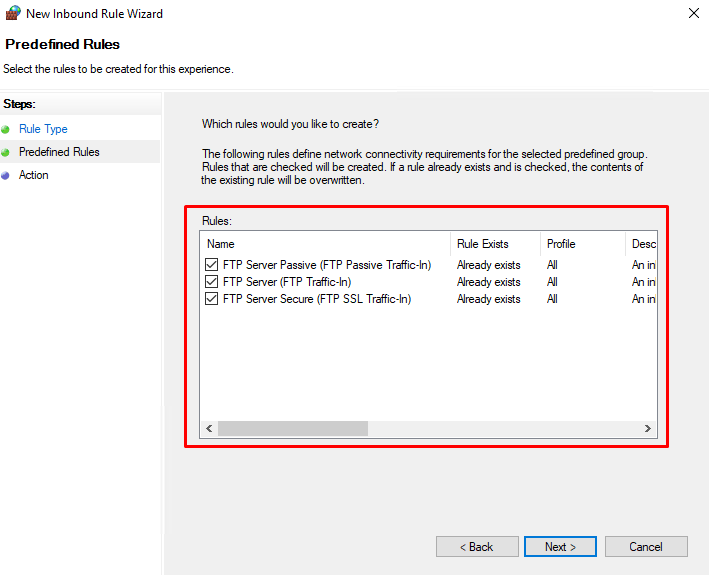 New Inbound Rule Wizard
Predefined Rules
Select the rules to be created for this experience.
Steps:
Rule Type
Predefined Rules
Action
Which rules would you like to create?
The following rules define network connectivity requirements for the selected predefined group.
Rules that are checked will be created. If a rule already exists and is checked, the contents of
the existing rule will be overwritten.
Rules:
Name Rule Exists Profile Desc
FTP Server Passive (FTP Passive Traffic-In) Already exists All An in
FTP Server (FTP Traffic-In) Already exists All An in
FTP Server Secure (FTP SSL Traffic-In) Already exists All An in
< Back Next > Cancel